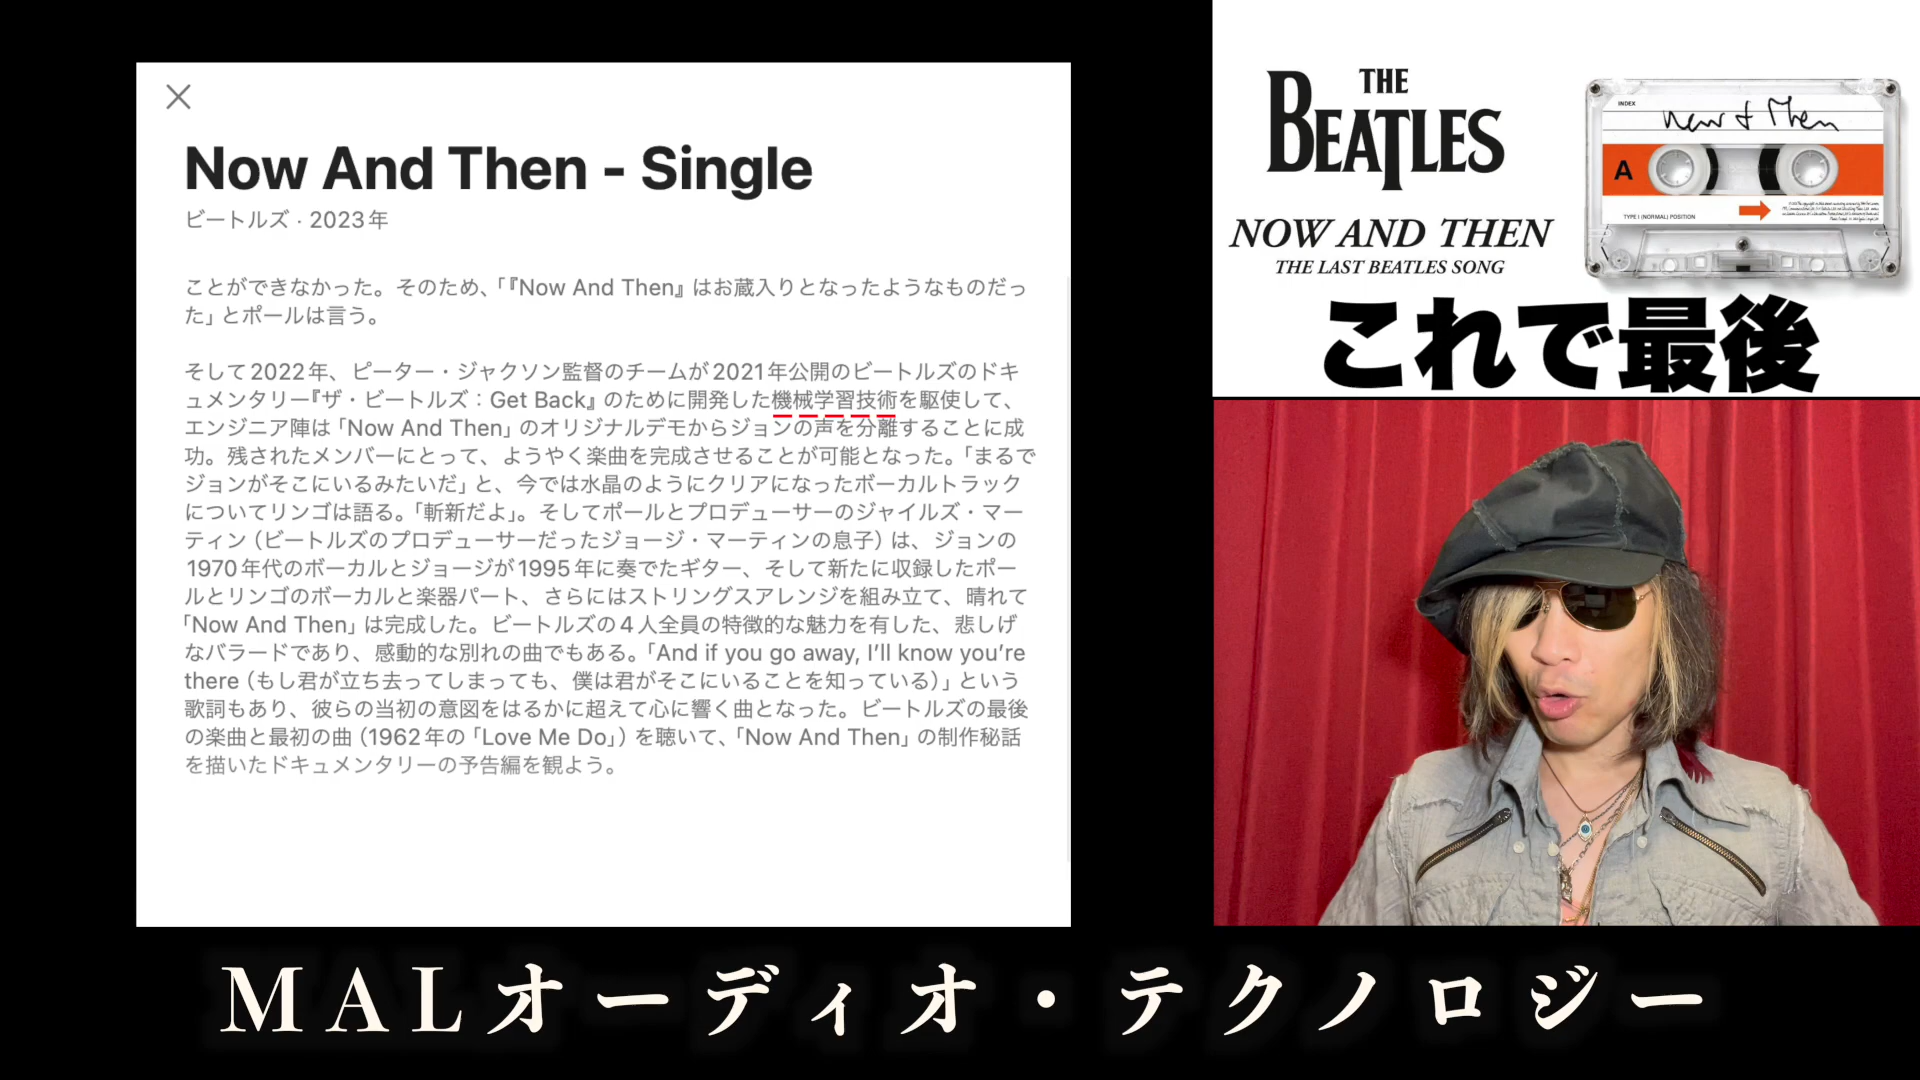 Now And Then - Single
ビートルズ · 2023年
ことができなかった。そのため、「『Now And Then』はお蔵入りとなったようなものだっ
た」とポールは言う。
そして2022年、ピーター・ジャクソン監督のチームが2021年公開のビートルズのドキ
ュメンタリー『ザ・ビートルズ：Get Back』のために開発した機械学習技術を駆使して、
エンジニア陣は「Now And Then」のオリジナルデモからジョンの声を分離することに成
功。残されたメンバーにとって、ようやく楽曲を完成させることが可能となった。「まるで
ジョンがそこにいるみたいだ」と、今では水晶のようにクリアになったボーカルトラック
についてリンゴは語る。「斬新だよ」。そしてポールとプロデューサーのジャイルズ・マー
ティン（ビートルズのプロデューサーだったジョージ・マーティンの息子）は、ジョンの
1970年代のボーカルとジョージが1995年に奏でたギター、そして新たに収録したポー
ルとリンゴのボーカルと楽器パート、さらにはストリングスアレンジを組み立て、晴れて
「Now And Then」は完成した。ビートルズの4人全員の特徴的な魅力を有した、悲しげ
なバラードであり、感動的な別れの曲でもある。「And if you go away, I’ll know you’re
there（もし君が立ち去ってしまっても、僕は君がそこにいることを知っている）」という
歌詞もあり、彼らの当初の意図をはるかに超えて心に響く曲となった。ビートルズの最後
の楽曲と最初の曲（1962年の「Love Me Do」）を聴いて、「Now And Then」の制作秘話
を描いたドキュメンタリーの予告編を観よう。
THE
BEATLES
NOW AND THEN
THE LAST BEATLES SONG
INDEX
Now & Then
A
TYPE I (NORMAL) POSITION
これで最後
MALオーディオ・テクノロジー